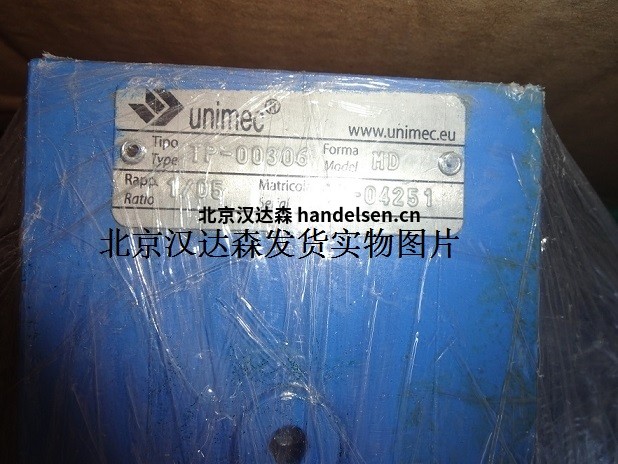 unimec®
www.unimec.eu
Tipo
Type TP-00306 Forma
Model MD
Rapp.
Ratio 1/05 Matricola
Serial -04251
北京汉达森 handelsen.cn
北京汉达森发货实物图片